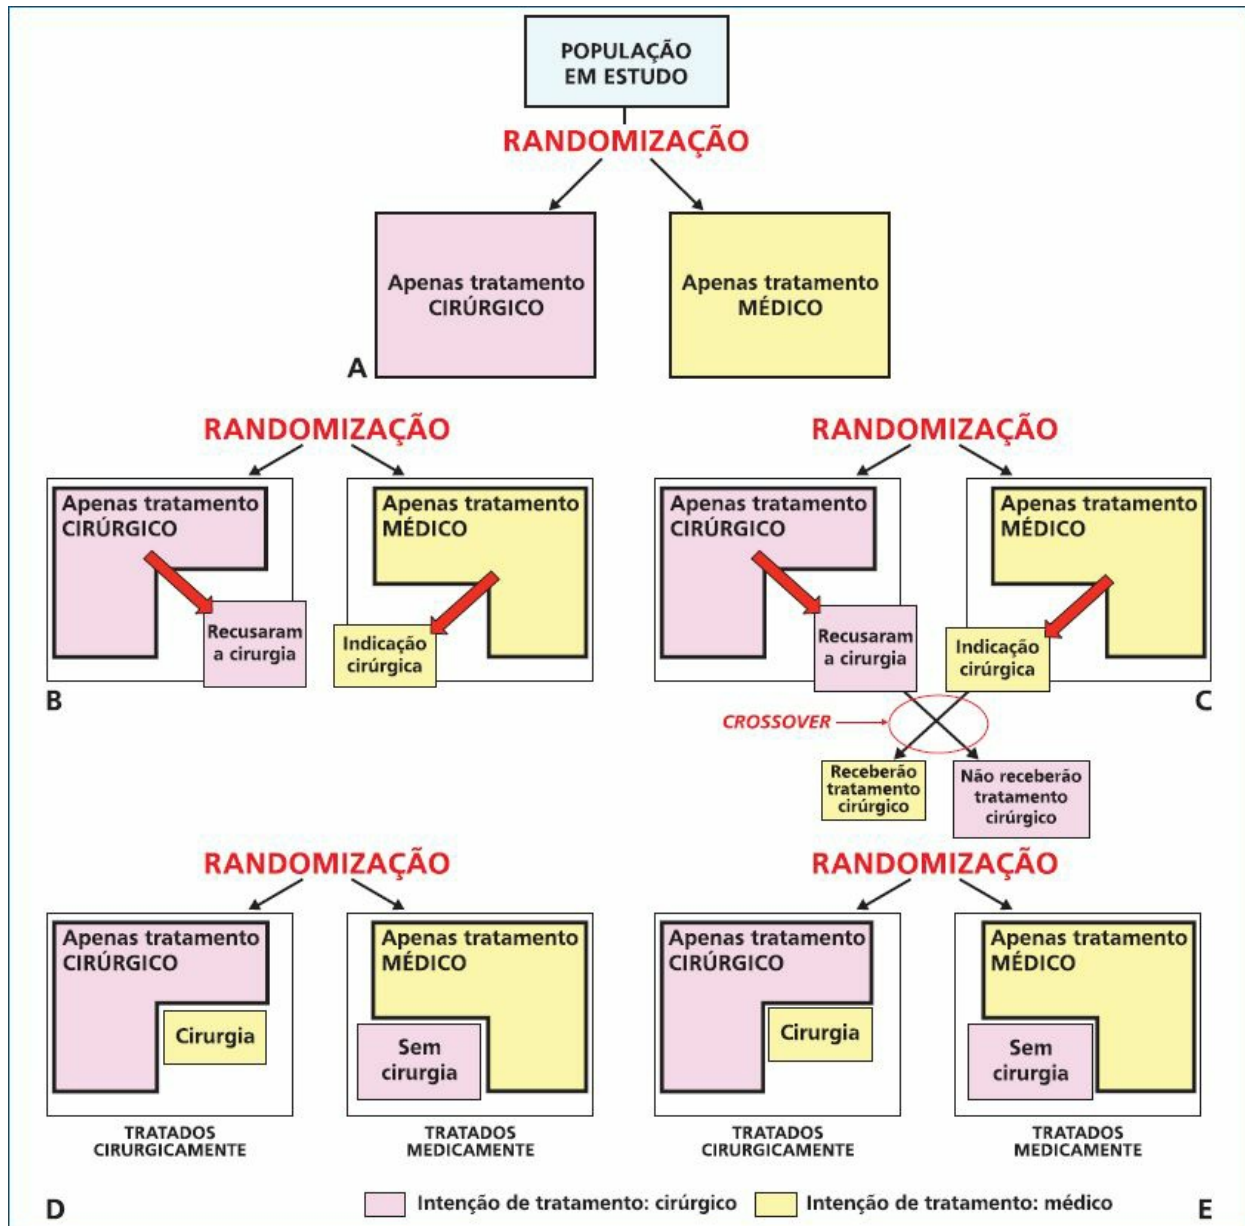 POPULAÇÃO
EM ESTUDO
RANDOMIZAÇÃO
Apenas tratamento
CIRÚRGICO
Apenas tratamento
MÉDICO
A
RANDOMIZAÇÃO
Apenas tratamento
CIRÚRGICO
Apenas tratamento
MÉDICO
Recusaram
a cirurgia
Indicação
cirúrgica
B
RANDOMIZAÇÃO
Apenas tratamento
CIRÚRGICO
Apenas tratamento
MÉDICO
Recusaram
a cirurgia
Indicação
cirúrgica
C
CROSSOVER
Receberão
tratamento
cirúrgico
Não receberão
tratamento
cirúrgico
RANDOMIZAÇÃO
Apenas tratamento
CIRÚRGICO
Apenas tratamento
MÉDICO
Cirurgia
Sem
cirurgia
TRATADOS
CIRURGICAMENTE
TRATADOS
MEDICAMENTE
D
RANDOMIZAÇÃO
Apenas tratamento
CIRÚRGICO
Apenas tratamento
MÉDICO
Cirurgia
Sem
cirurgia
TRATADOS
CIRURGICAMENTE
TRATADOS
MEDICAMENTE
Intenção de tratamento: cirúrgico
Intenção de tratamento: médico
E